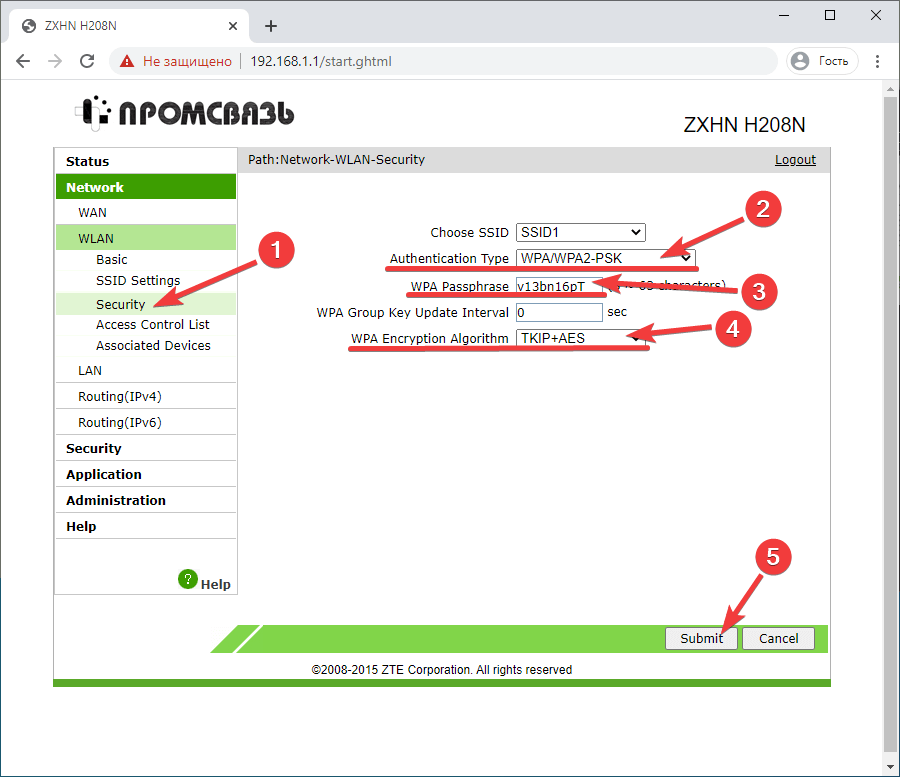 ZXHN H208N
Не защищено 192.168.1.1/start.ghtml Гость
ПРОМСВЯЗЬ
ZXHN H208N
Path:Network-WLAN-Security Logout
Status
Network
WAN
WLAN
Basic
SSID Settings
Security
Access Control List
Associated Devices
LAN
Routing(IPv4)
Routing(IPv6)
Security
Application
Administration
Help
Help
1
Choose SSID SSID1
2
Authentication Type WPA/WPA2-PSK
WPA Passphrase v13bn16pT characters)
3
WPA Group Key Update Interval 0 sec
WPA Encryption Algorithm TKIP+AES
4
5
Submit Cancel
©2008-2015 ZTE Corporation. All rights reserved